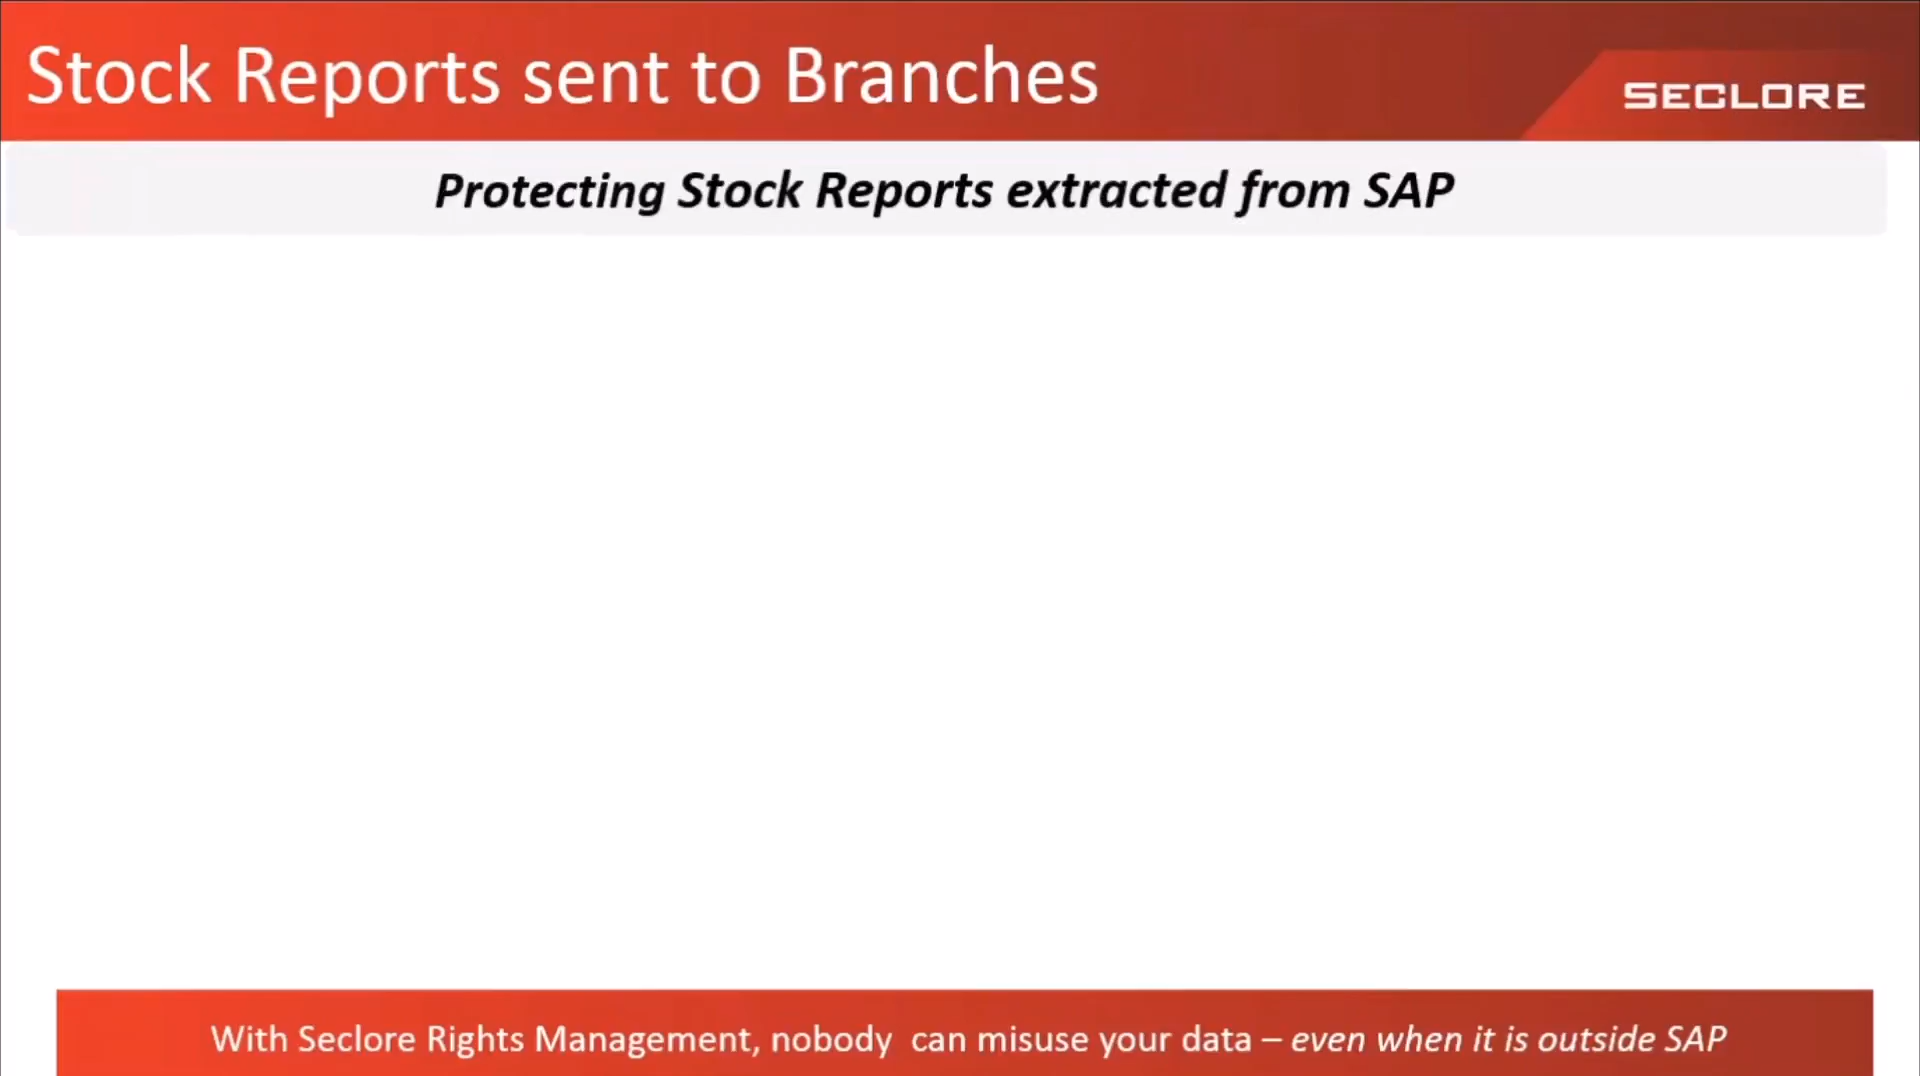 Stock Reports sent to Branches
SECLORE
Protecting Stock Reports extracted from SAP
With Seclore Rights Management, nobody can misuse your data – even when it is outside SAP